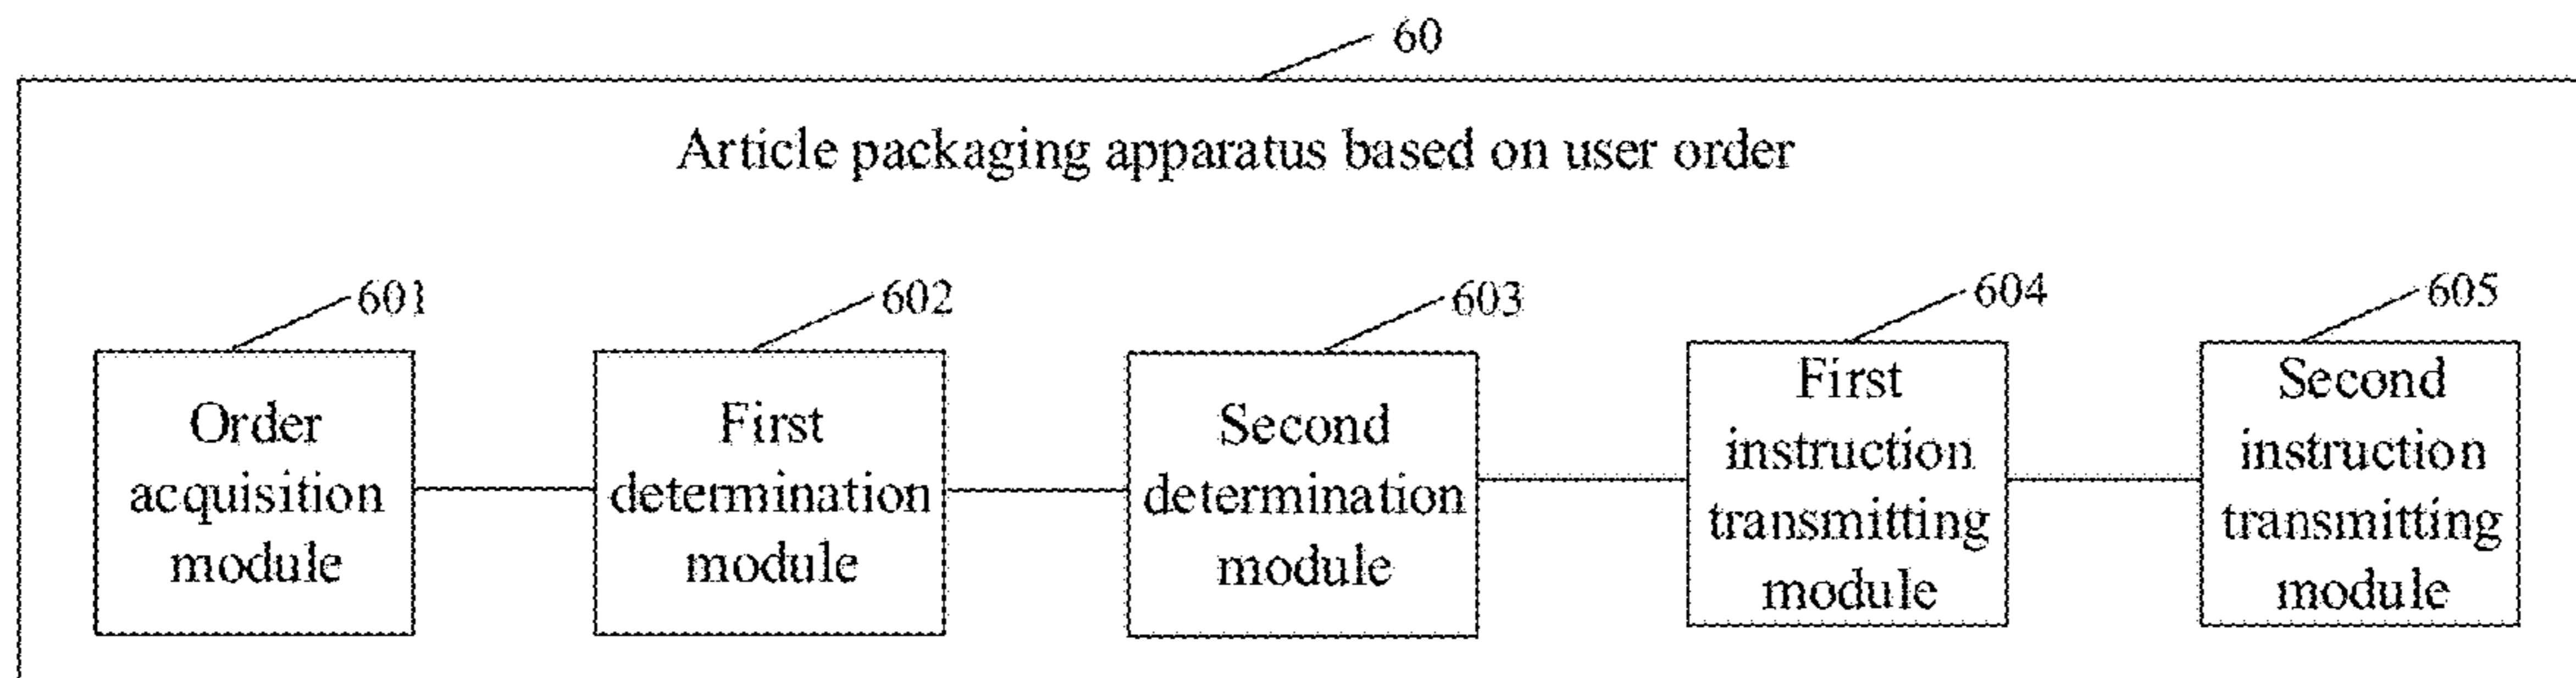 60
Article packaging apparatus based on user order
601
602
603
604
605
Order
acquisition
module
First
determination
module
Second
determination
module
First
instruction
transmitting
module
Second
instruction
transmitting
module